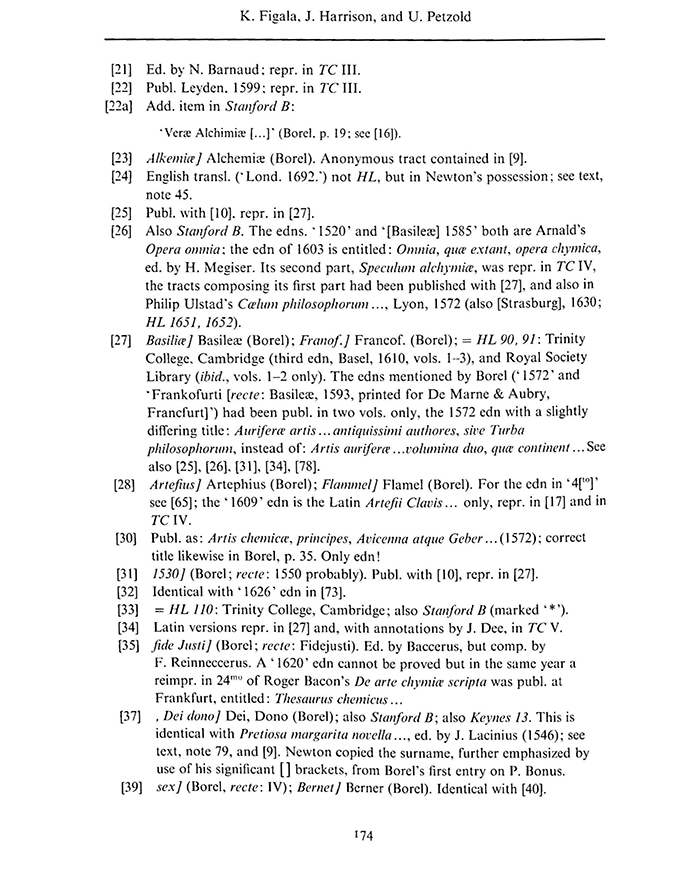 K. Figala, J. Harrison, and U. Petzold
[21] Ed. by N. Barnaud; repr. in TC III.
[22] Publ. Leyden, 1599; repr. in TC III.
[22a] Add. item in Stanford B:
‘Veræ Alchimiæ [...]’ (Borel, p. 19; see [16]).
[23] Alkemiæ] Alchemiæ (Borel). Anonymous tract contained in [9].
[24] English transl. (‘Lond. 1692.’) not HL, but in Newton's possession; see text,
note 45.
[25] Publ. with [10], repr. in [27].
[26] Also Stanford B. The edns. ‘1520’ and ‘[Basileæ] 1585’ both are Arnald's
Opera omnia; the edn of 1603 is entitled: Omnia, quæ extant, opera chymica,
ed. by H. Megiser. Its second part, Speculum alchymiæ, was repr. in TC IV,
the tracts composing its first part had been published with [27], and also in
Philip Ulstad's Cælum philosophorum..., Lyon, 1572 (also [Strasburg], 1630;
HL 1651, 1652).
[27] Basiliæ] Basileæ (Borel); Franof.] Francof. (Borel); = HL 90, 91: Trinity
College, Cambridge (third edn, Basel, 1610, vols. 1–3), and Royal Society
Library (ibid., vols. 1–2 only). The edns mentioned by Borel (‘1572’ and
‘Frankofurti [recte: Basileæ, 1593, printed for De Marne & Aubry,
Francfurt]’) had been publ. in two vols. only, the 1572 edn with a slightly
differing title: Auriferæ artis...antiquissimi authores, sive Turba
philosophorum, instead of: Artis auriferæ...volumina duo, quæ continent...See
also [25], [26], [31], [34], [78].
[28] Artefius] Artephius (Borel); Flammel] Flamel (Borel). For the edn in ‘4[to]’
see [65]; the ‘1609’ edn is the Latin Artefii Clavis... only, repr. in [17] and in
TC IV.
[30] Publ. as: Artis chemicæ, principes, Avicenna atque Geber...(1572); correct
title likewise in Borel, p. 35. Only edn!
[31] 1530] (Borel; recte: 1550 probably). Publ. with [10], repr. in [27].
[32] Identical with ‘1626’ edn in [73].
[33] = HL 110: Trinity College, Cambridge; also Stanford B (marked ‘*’).
[34] Latin versions repr. in [27] and, with annotations by J. Dee, in TC V.
[35] fide Justi] (Borel; recte: Fidejusti). Ed. by Baccerus, but comp. by
F. Reinneccerus. A ‘1620’ edn cannot be proved but in the same year a
reimpr. in 24mo of Roger Bacon's De arte chymiæ scripta was publ. at
Frankfurt, entitled: Thesaurus chemicus...
[37] , Dei dono] Dei, Dono (Borel); also Stanford B; also Keynes 13. This is
identical with Pretiosa margarita novella..., ed. by J. Lacinius (1546); see
text, note 79, and [9]. Newton copied the surname, further emphasized by
use of his significant [] brackets, from Borel's first entry on P. Bonus.
[39] sex] (Borel, recte: IV); Bernet] Berner (Borel). Identical with [40].
174